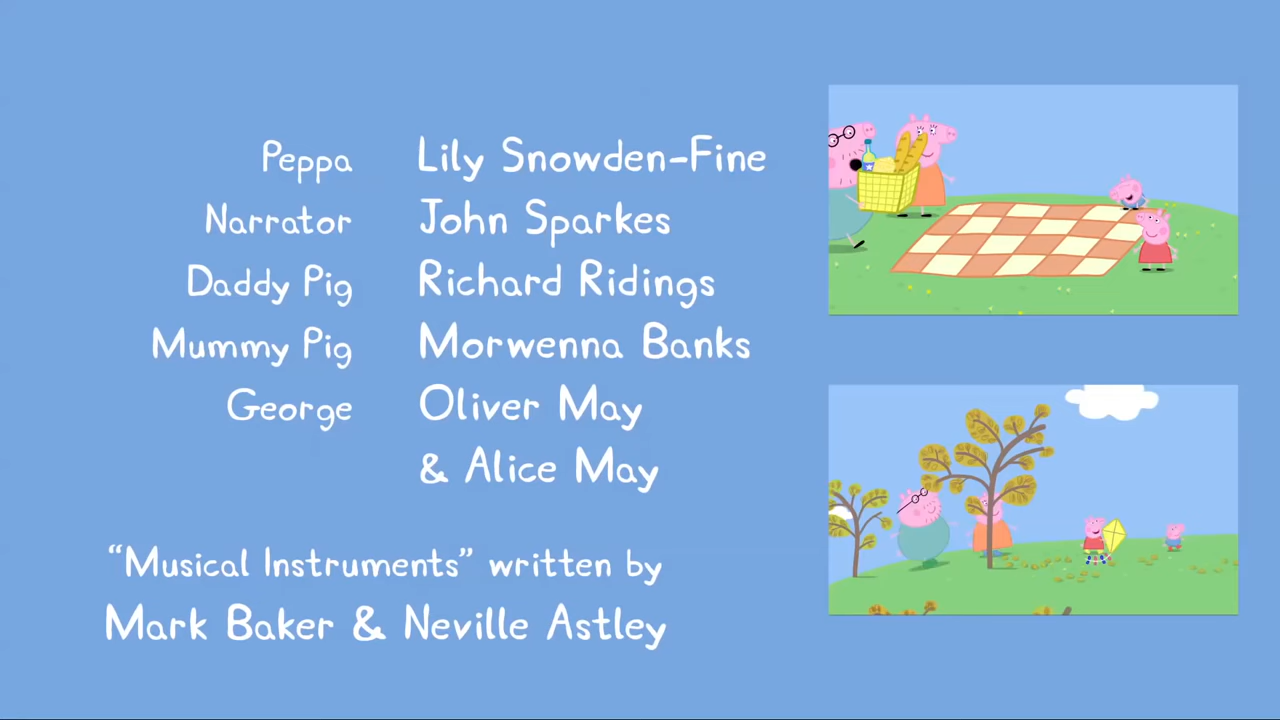 Peppa Lily Snowden-Fine
Narrator John Sparkes
Daddy Pig Richard Ridings
Mummy Pig Morwenna Banks
George Oliver May
& Alice May
“Musical Instruments” written by
Mark Baker & Neville Astley